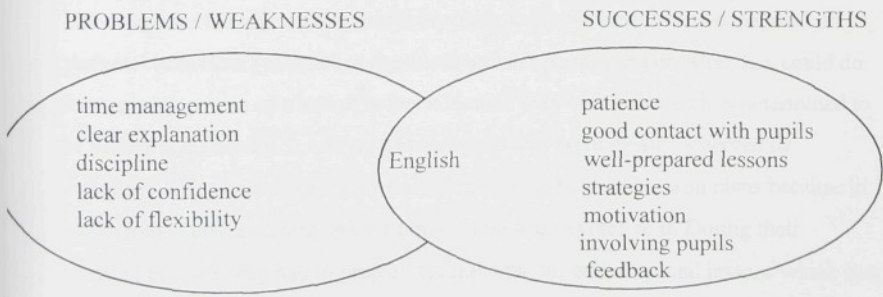 PROBLEMS / WEAKNESSES
SUCCESSES / STRENGTHS
time management
clear explanation
discipline
lack of confidence
lack of flexibility
English
patience
good contact with pupils
well-prepared lessons
strategies
motivation
involving pupils
feedback